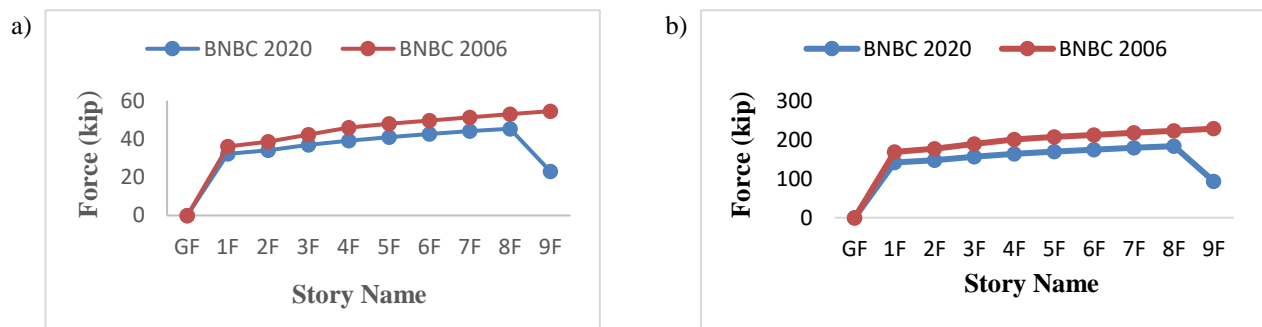 a)
BNBC 2020 BNBC 2006
Force (kip)
60
40
20
0
GF 1F 2F 3F 4F 5F 6F 7F 8F 9F
Story Name
b)
BNBC 2020 BNBC 2006
Force (kip)
300
200
100
0
GF 1F 2F 3F 4F 5F 6F 7F 8F 9F
Story Name